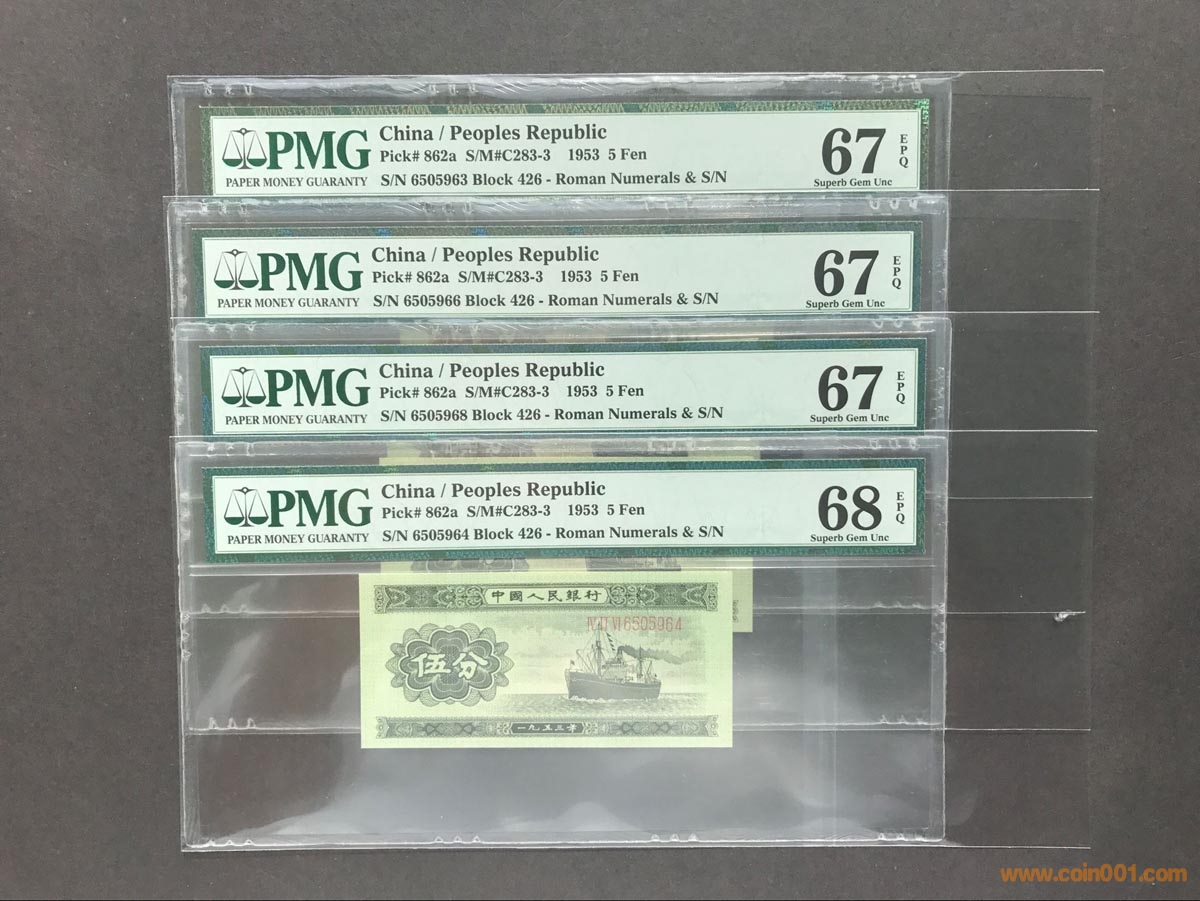 PMG
PAPER MONEY GUARANTY
China / Peoples Republic
Pick# 862a S/M#C283-3 1953 5 Fen
S/N 6505963 Block 426 - Roman Numerals & S/N
67
EPQ
Superb Gem Unc
PMG
PAPER MONEY GUARANTY
China / Peoples Republic
Pick# 862a S/M#C283-3 1953 5 Fen
S/N 6505966 Block 426 - Roman Numerals & S/N
67
EPQ
Superb Gem Unc
PMG
PAPER MONEY GUARANTY
China / Peoples Republic
Pick# 862a S/M#C283-3 1953 5 Fen
S/N 6505968 Block 426 - Roman Numerals & S/N
67
EPQ
Superb Gem Unc
PMG
PAPER MONEY GUARANTY
China / Peoples Republic
Pick# 862a S/M#C283-3 1953 5 Fen
S/N 6505964 Block 426 - Roman Numerals & S/N
68
EPQ
Superb Gem Unc
中國人民銀行
IV II VI 6505964
伍分
一九五三年
www.coin001.com